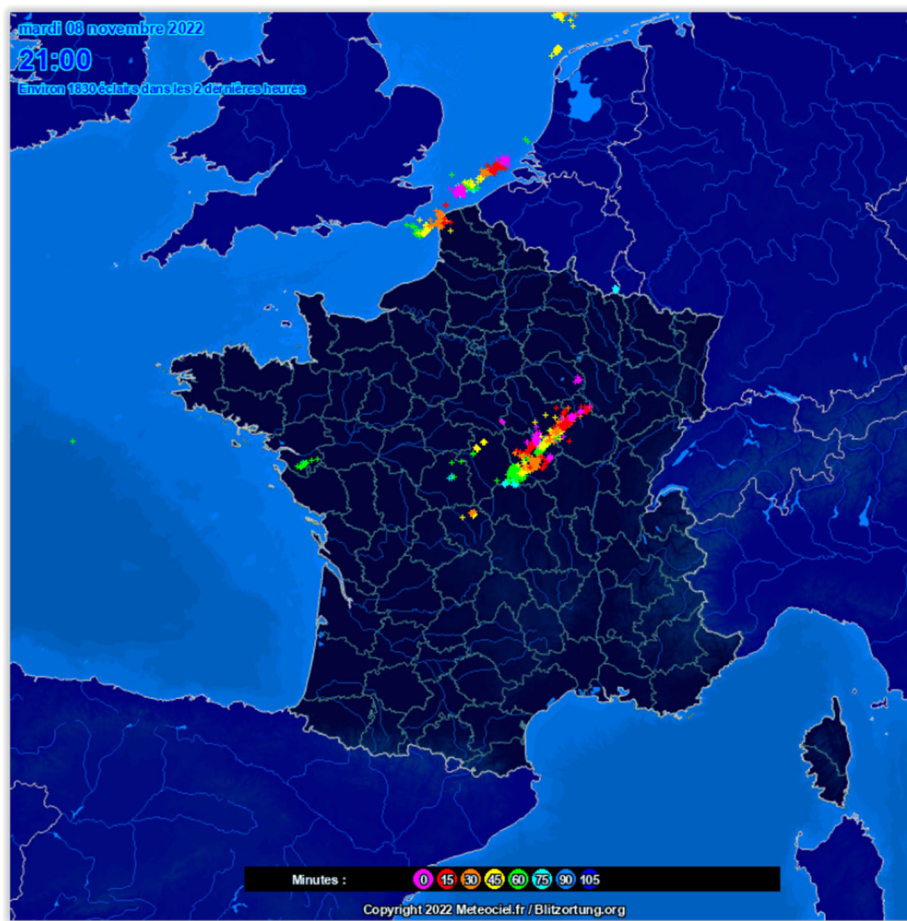 mardi 08 novembre 2022
21:00
Environ 1830 éclairs dans les 2 dernières heures
Minutes : 0 15 30 45 60 75 90 105
Copyright 2022 Meteociel.fr / Blitzortung.org